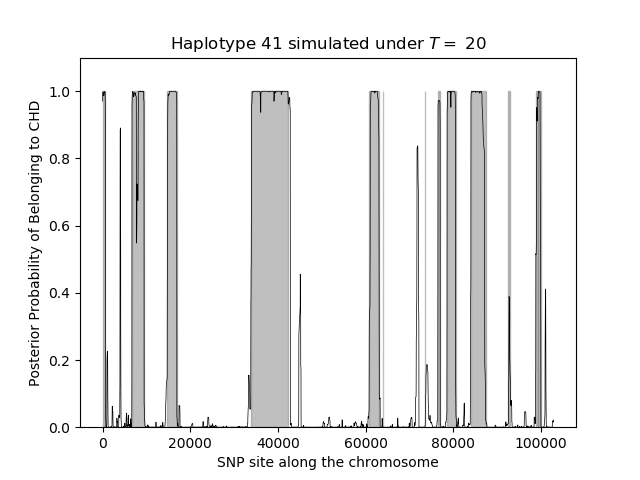 Haplotype 41 simulated under T = 20
Posterior Probability of Belonging to CHD
1.0
0.8
0.6
0.4
0.2
0.0
0 20000 40000 60000 80000 100000
SNP site along the chromosome